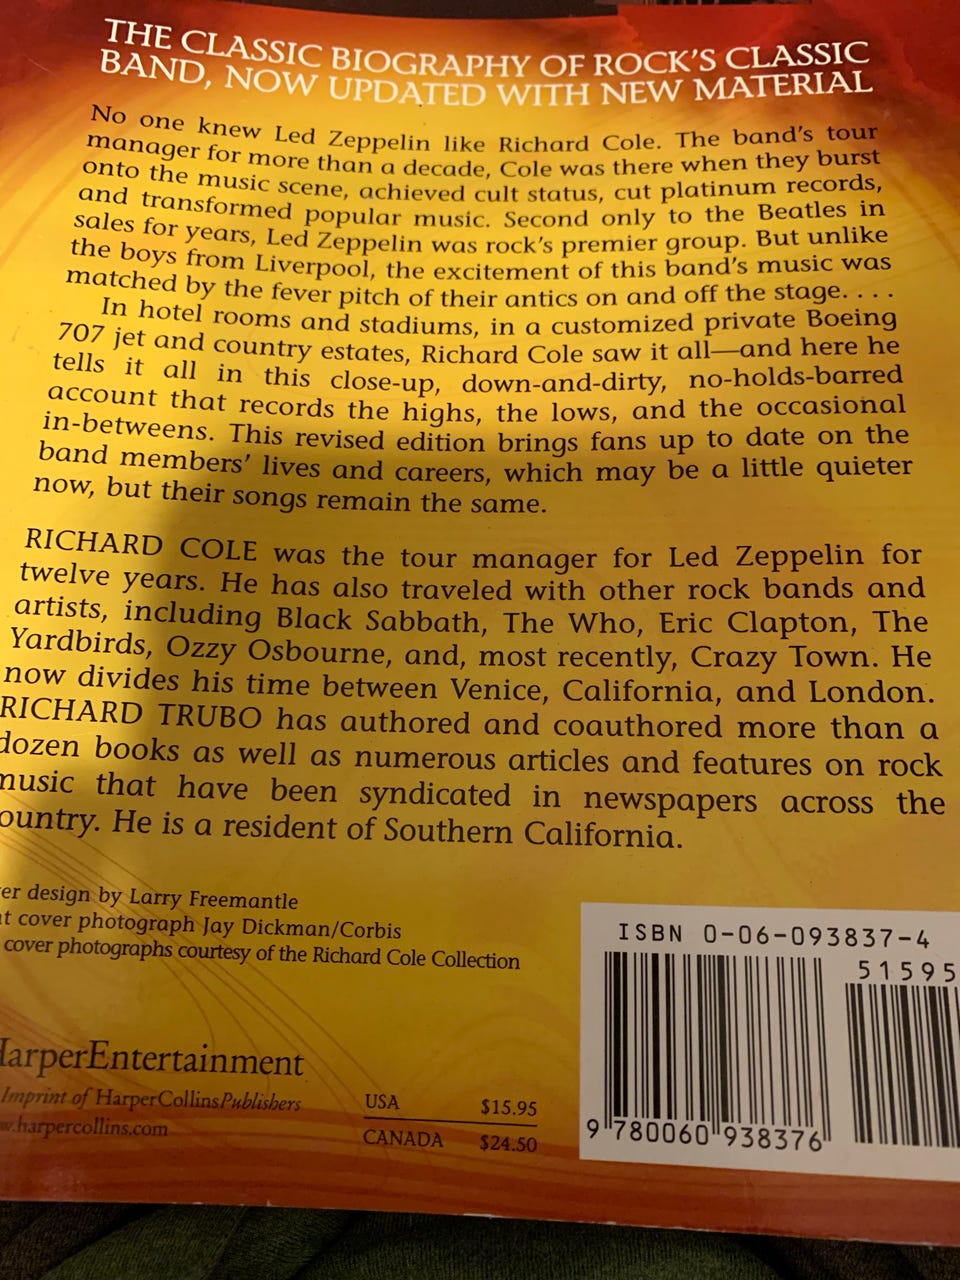 THE CLASSIC BIOGRAPHY OF ROCK'S CLASSIC
BAND, NOW UPDATED WITH NEW MATERIAL
No one knew Led Zeppelin like Richard Cole. The band's tour
manager for more than a decade, Cole was there when they burst
onto the music scene, achieved cult status, cut platinum records,
and transformed popular music. Second only to the Beatles in
sales for years, Led Zeppelin was rock's premier group. But unlike
the boys from Liverpool, the excitement of this band's music was
matched by the fever pitch of their antics on and off the stage. . . .
In hotel rooms and stadiums, in a customized private Boeing
707 jet and country estates, Richard Cole saw it all—and here he
tells it all in this close-up, down-and-dirty, no-holds-barred
account that records the highs, the lows, and the occasional
in-betweens. This revised edition brings fans up to date on the
band members' lives and careers, which may be a little quieter
now, but their songs remain the same.
RICHARD COLE was the tour manager for Led Zeppelin for
twelve years. He has also traveled with other rock bands and
artists, including Black Sabbath, The Who, Eric Clapton, The
Yardbirds, Ozzy Osbourne, and, most recently, Crazy Town. He
now divides his time between Venice, California, and London.
RICHARD TRUBO has authored and coauthored more than a
dozen books as well as numerous articles and features on rock
music that have been syndicated in newspapers across the
ountry. He is a resident of Southern California.
er design by Larry Freemantle
t cover photograph Jay Dickman/Corbis
cover photographs courtesy of the Richard Cole Collection
HarperEntertainment
Imprint of HarperCollinsPublishers
w.harpercollins.com
USA $15.95
CANADA $24.50
ISBN 0-06-093837-4
51595
9 780060 938376